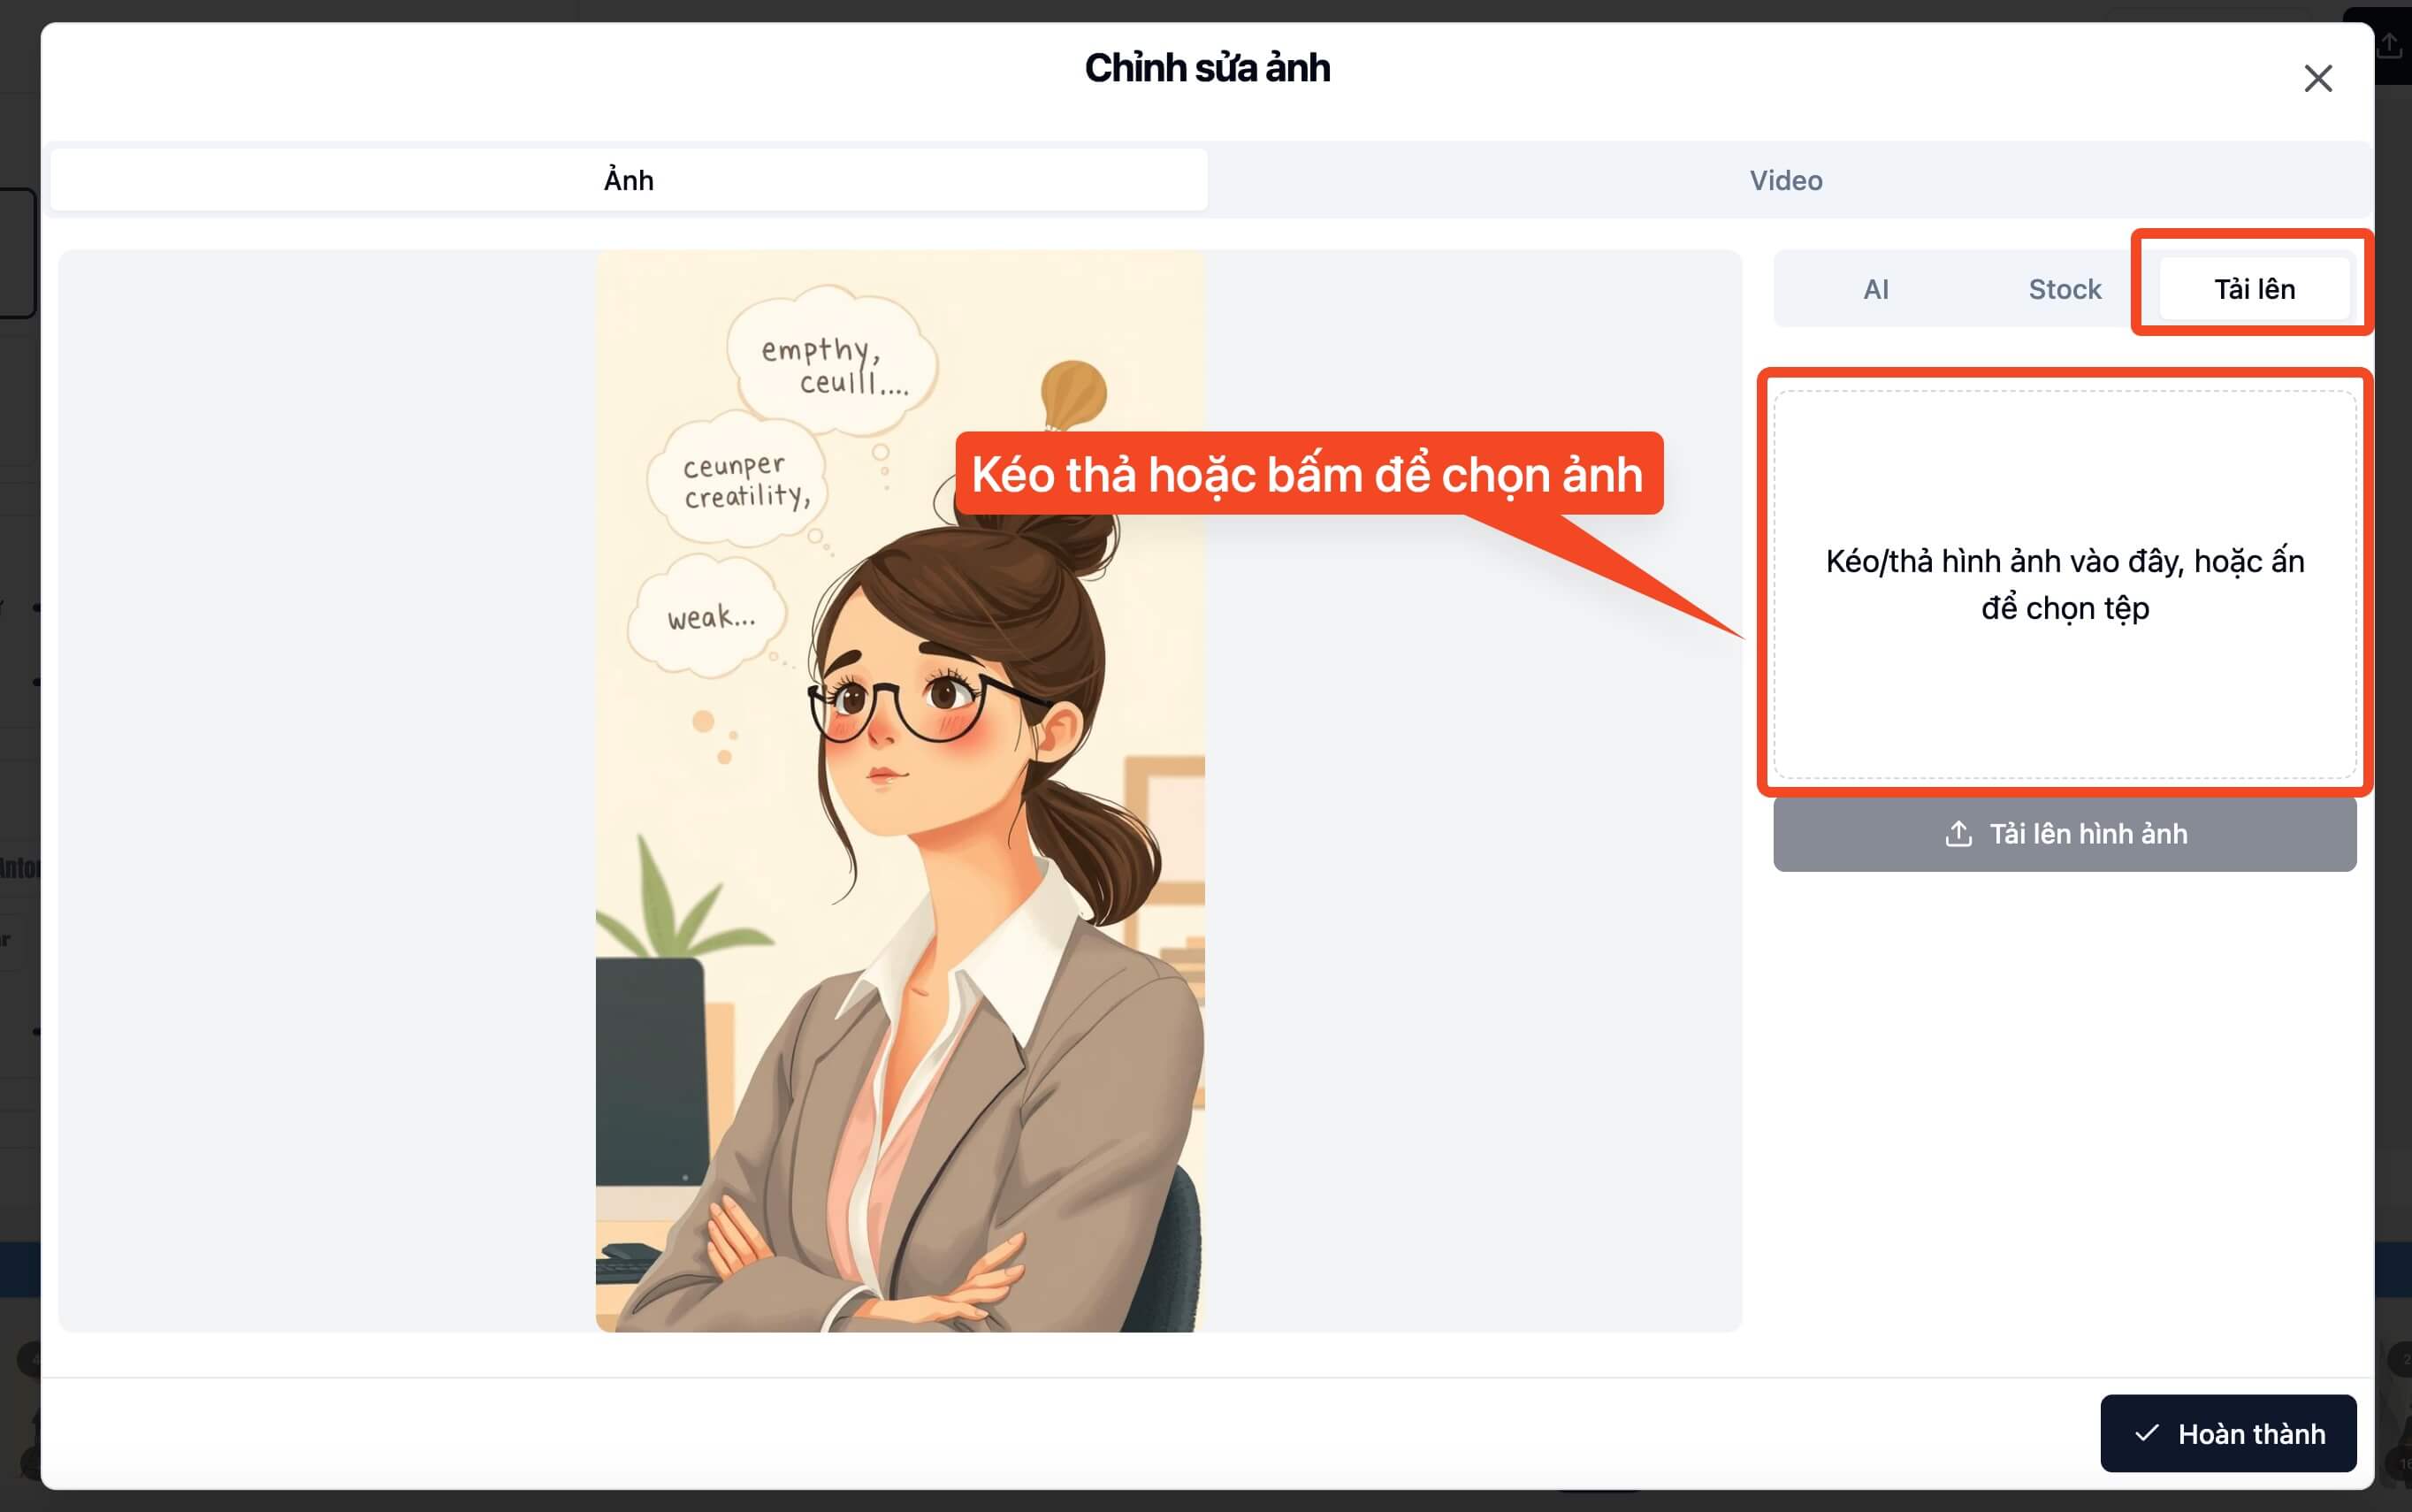 Chỉnh sửa ảnh
Ảnh
Video
AI
Stock
Tải lên
empthy,
ceuill....
ceunper
creatility,
weak...
Kéo thả hoặc bấm để chọn ảnh
Kéo/thả hình ảnh vào đây, hoặc ấn
để chọn tệp
Tải lên hình ảnh
Hoàn thành